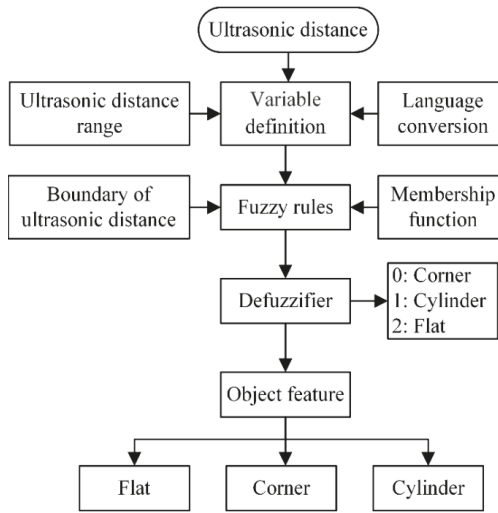 Ultrasonic distance
Ultrasonic distance
range
Variable
definition
Language
conversion
Boundary of
ultrasonic distance
Fuzzy rules
Membership
function
Defuzzifier
0: Corner
1: Cylinder
2: Flat
Object feature
Flat
Corner
Cylinder